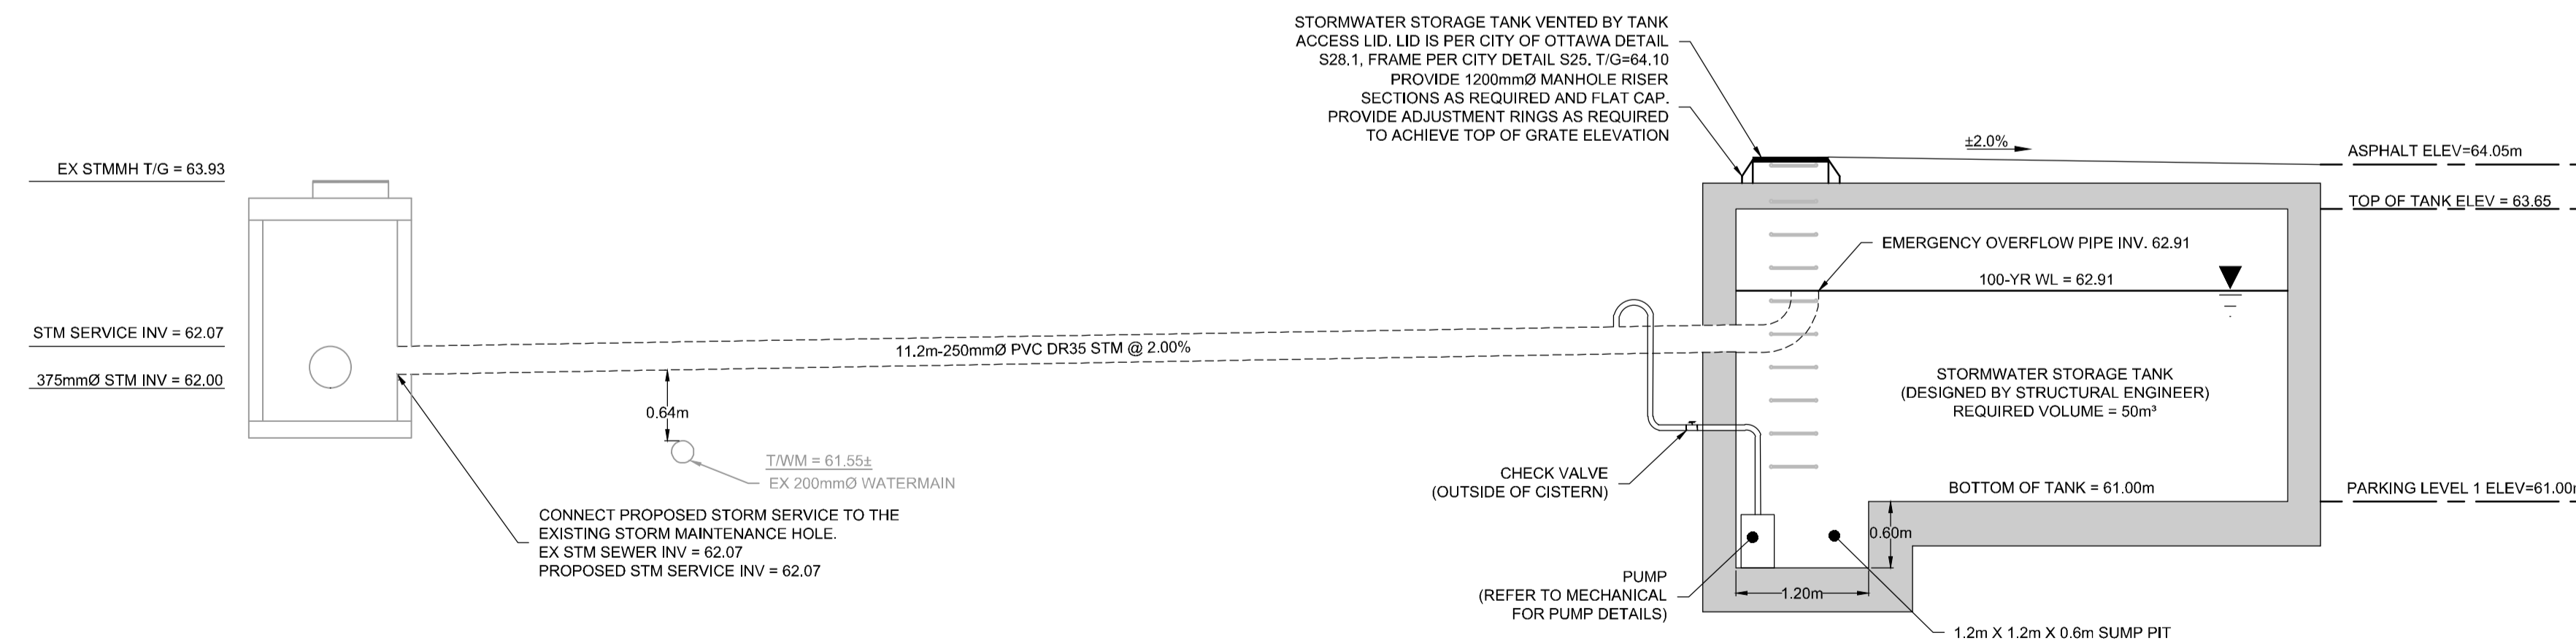 STORMWATER STORAGE TANK VENTED BY TANK
ACCESS LID. LID IS PER CITY OF OTTAWA DETAIL
S28.1, FRAME PER CITY DETAIL S25. T/G=64.10
PROVIDE 1200mmØ MANHOLE RISER
SECTIONS AS REQUIRED AND FLAT CAP.
PROVIDE ADJUSTMENT RINGS AS REQUIRED
TO ACHIEVE TOP OF GRATE ELEVATION
±2.0%
ASPHALT ELEV=64.05m
EX STMMH T/G = 63.93
TOP OF TANK ELEV = 63.65
EMERGENCY OVERFLOW PIPE INV. 62.91
100-YR WL = 62.91
STM SERVICE INV = 62.07
11.2m-250mmØ PVC DR35 STM @ 2.00%
375mmØ STM INV = 62.00
STORMWATER STORAGE TANK
(DESIGNED BY STRUCTURAL ENGINEER)
REQUIRED VOLUME = 50m³
0.64m
T/WM = 61.55±
EX 200mmØ WATERMAIN
CHECK VALVE
(OUTSIDE OF CISTERN)
BOTTOM OF TANK = 61.00m
PARKING LEVEL 1 ELEV=61.00m
CONNECT PROPOSED STORM SERVICE TO THE
EXISTING STORM MAINTENANCE HOLE.
EX STM SEWER INV = 62.07
PROPOSED STM SERVICE INV = 62.07
0.60m
PUMP
(REFER TO MECHANICAL
FOR PUMP DETAILS)
1.20m
1.2m X 1.2m X 0.6m SUMP PIT